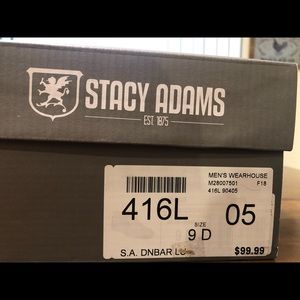 STACY ADAMS
EST. 1875
MEN'S WEARHOUSE
M28007501 F18
416L 90405
416L SIZE 05
9 D
S.A. DNBAR
$99.99